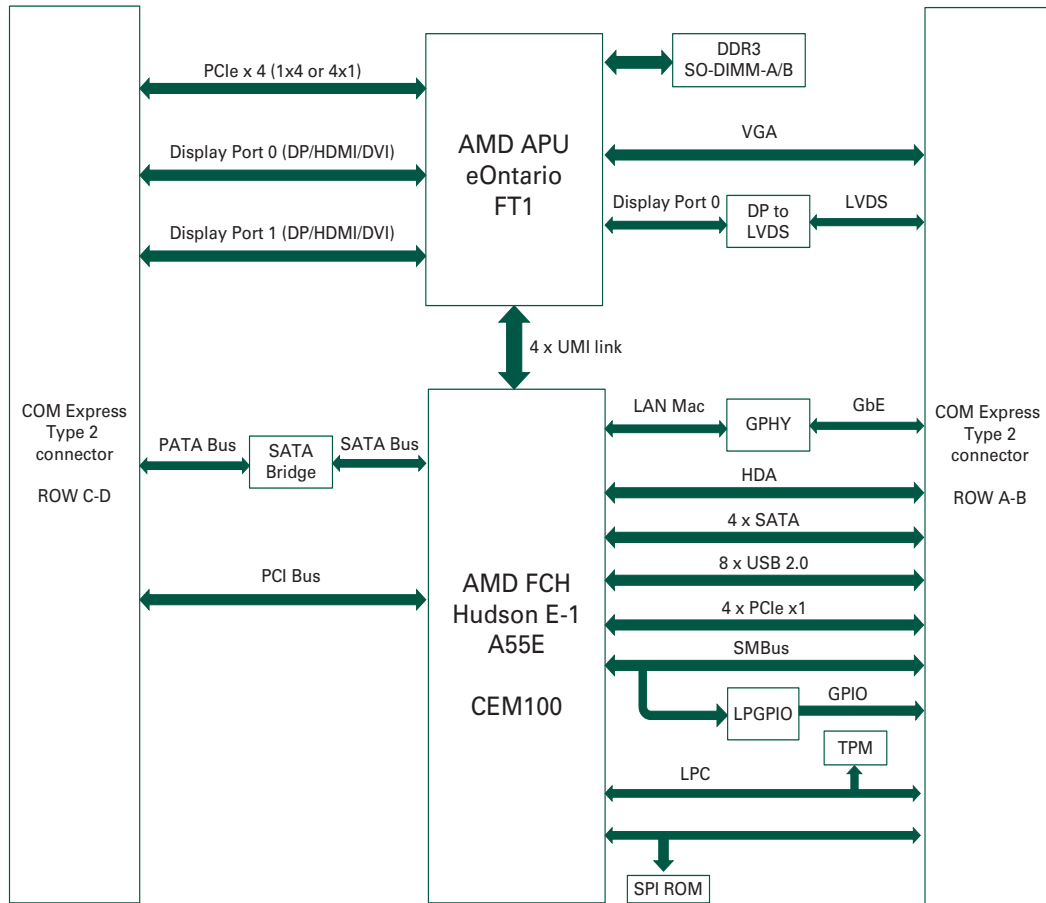 DDR3
SO-DIMM-A/B
PCIe x 4 (1x4 or 4x1)
VGA
AMD APU
eOntario
FT1
Display Port 0 (DP/HDMI/DVI)
Display Port 0
DP to
LVDS
LVDS
Display Port 1 (DP/HDMI/DVI)
4 x UMI link
COM Express
Type 2
connector
ROW C-D
PATA Bus
SATA
Bridge
SATA Bus
LAN Mac
GPHY
GbE
COM Express
Type 2
connector
ROW A-B
HDA
4 x SATA
PCI Bus
8 x USB 2.0
AMD FCH
Hudson E-1
A55E
CEM100
4 x PCIe x1
SMBus
LPGPIO
GPIO
TPM
LPC
SPI ROM